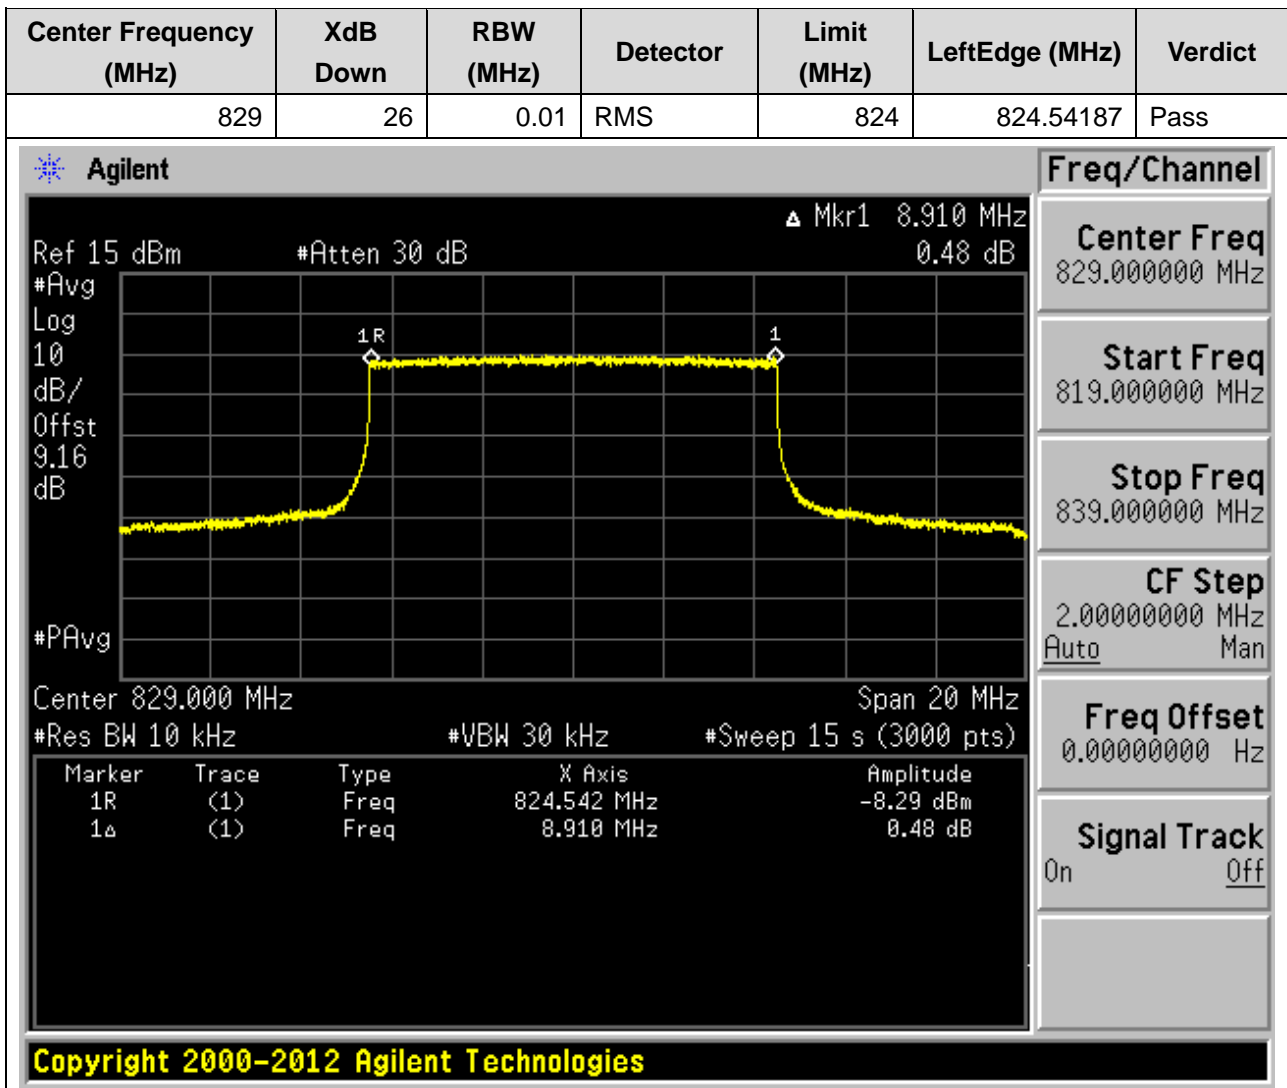 Center Frequency (MHz) XdB Down RBW (MHz) Detector Limit (MHz) LeftEdge (MHz) Verdict
829 26 0.01 RMS 824 824.54187 Pass
Agilent
Freq/Channel
Δ Mkr1 8.910 MHz
Ref 15 dBm #Atten 30 dB 0.48 dB
#Avg
Log
10
dB/
Offst
9.16
dB
1R
1
#PAvg
Center 829.000 MHz Span 20 MHz
#Res BW 10 kHz #VBW 30 kHz #Sweep 15 s (3000 pts)
Marker Trace Type X Axis Amplitude
1R (1) Freq 824.542 MHz -8.29 dBm
1Δ (1) Freq 8.910 MHz 0.48 dB
Center Freq
829.000000 MHz
Start Freq
819.000000 MHz
Stop Freq
839.000000 MHz
CF Step
2.00000000 MHz
Auto Man
Freq Offset
0.00000000 Hz
Signal Track
On Off
Copyright 2000-2012 Agilent Technologies